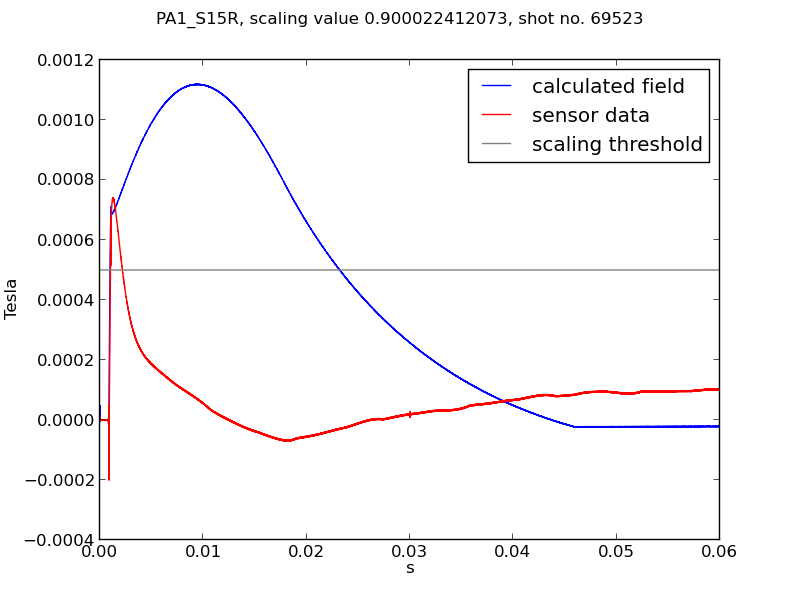 PA1_S15R, scaling value 0.900022412073, shot no. 69523
calculated field
sensor data
scaling threshold
0.0012
0.0010
0.0008
0.0006
0.0004
0.0002
0.0000
−0.0002
−0.0004
Tesla
0.00
0.01
0.02
0.03
0.04
0.05
0.06
s